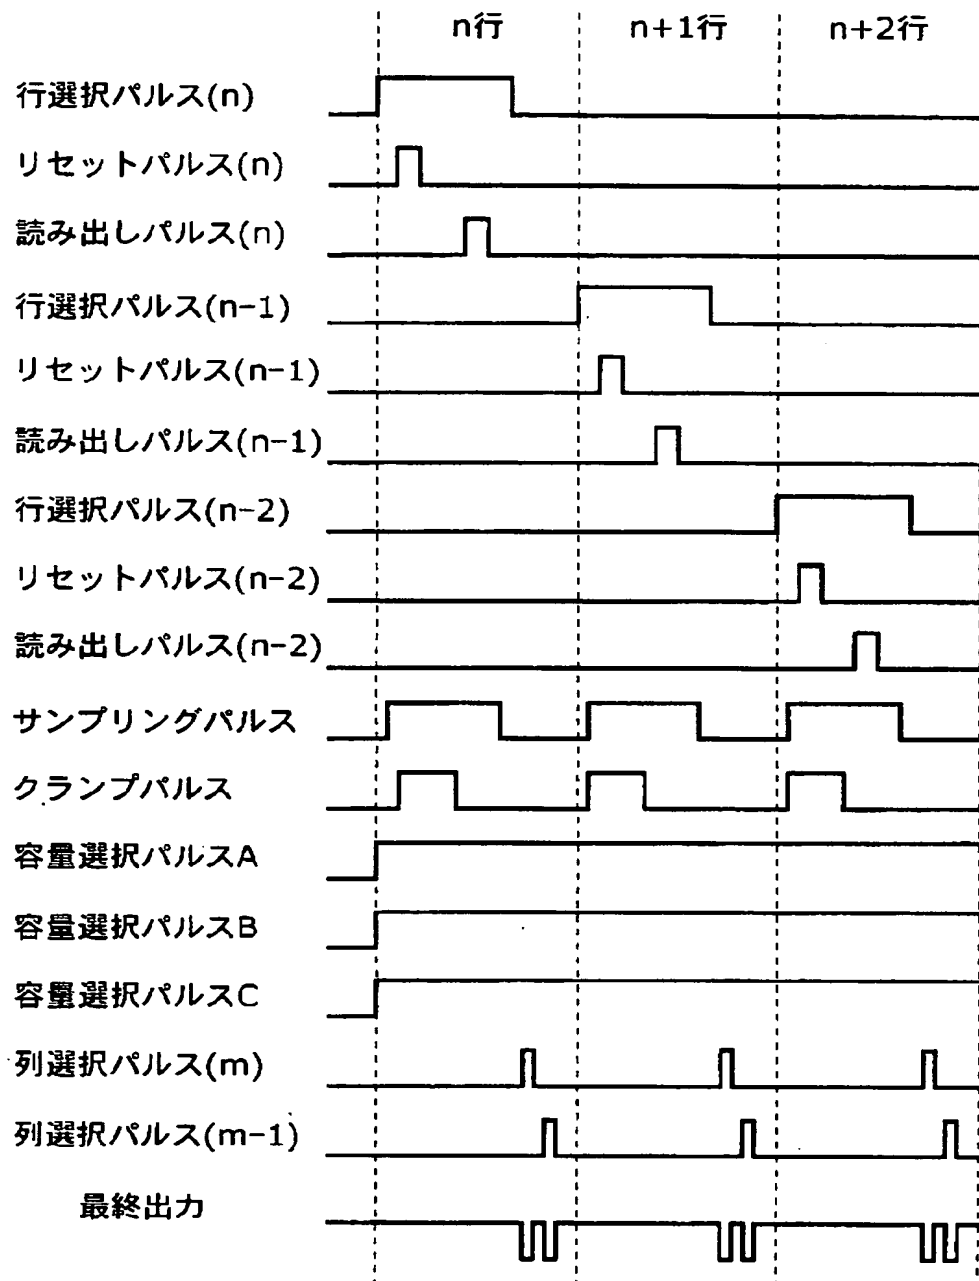 n行 n+1行 n+2行
行選択パルス(n)
リセットパルス(n)
読み出しパルス(n)
行選択パルス(n-1)
リセットパルス(n-1)
読み出しパルス(n-1)
行選択パルス(n-2)
リセットパルス(n-2)
読み出しパルス(n-2)
サンプリングパルス
クランプパルス
容量選択パルスA
容量選択パルスB
容量選択パルスC
列選択パルス(m)
列選択パルス(m-1)
最終出力